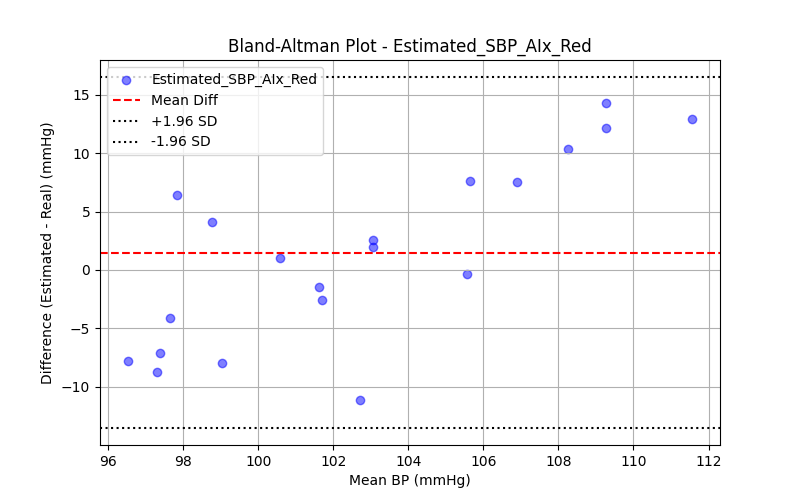 Bland-Altman Plot - Estimated_SBP_AIx_Red
Estimated_SBP_AIx_Red
Mean Diff
+1.96 SD
-1.96 SD
Difference (Estimated - Real) (mmHg)
15
10
5
0
−5
−10
96 98 100 102 104 106 108 110 112
Mean BP (mmHg)